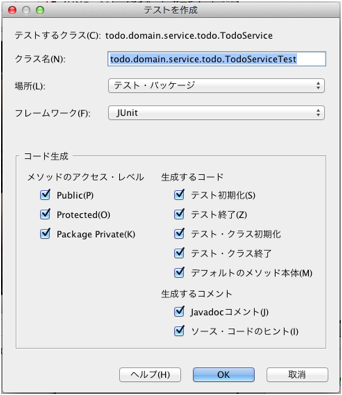 テストを作成
テストするクラス(C): todo.domain.service.todo.TodoService
クラス名(N): todo.domain.service.todo.TodoServiceTest
場所(L): テスト・パッケージ
フレームワーク(F): JUnit
コード生成
メソッドのアクセス・レベル
Public(P)
Protected(O)
Package Private(K)
生成するコード
テスト初期化(S)
テスト終了(Z)
テスト・クラス初期化
テスト・クラス終了
デフォルトのメソッド本体(M)
生成するコメント
Javadocコメント(J)
ソース・コードのヒント(I)
ヘルプ(H) OK 取消